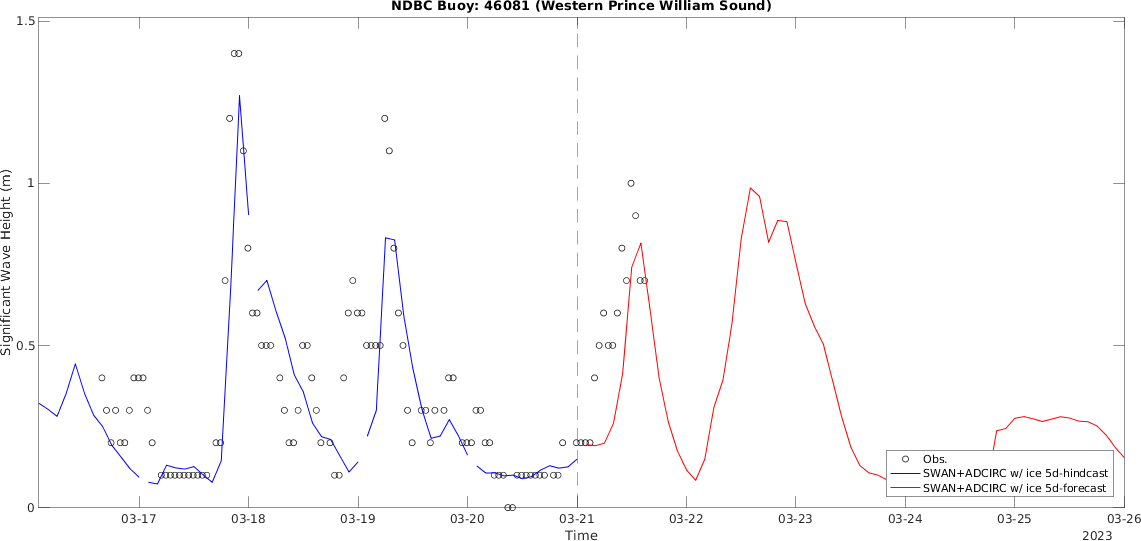 NDBC Buoy: 46081 (Western Prince William Sound)
1.5
1
0.5
0
Significant Wave Height (m)
Obs.
SWAN+ADCIRC w/ ice 5d-hindcast
SWAN+ADCIRC w/ ice 5d-forecast
03-17 03-18 03-19 03-20 03-21 03-22 03-23 03-24 03-25 03-26
Time
2023